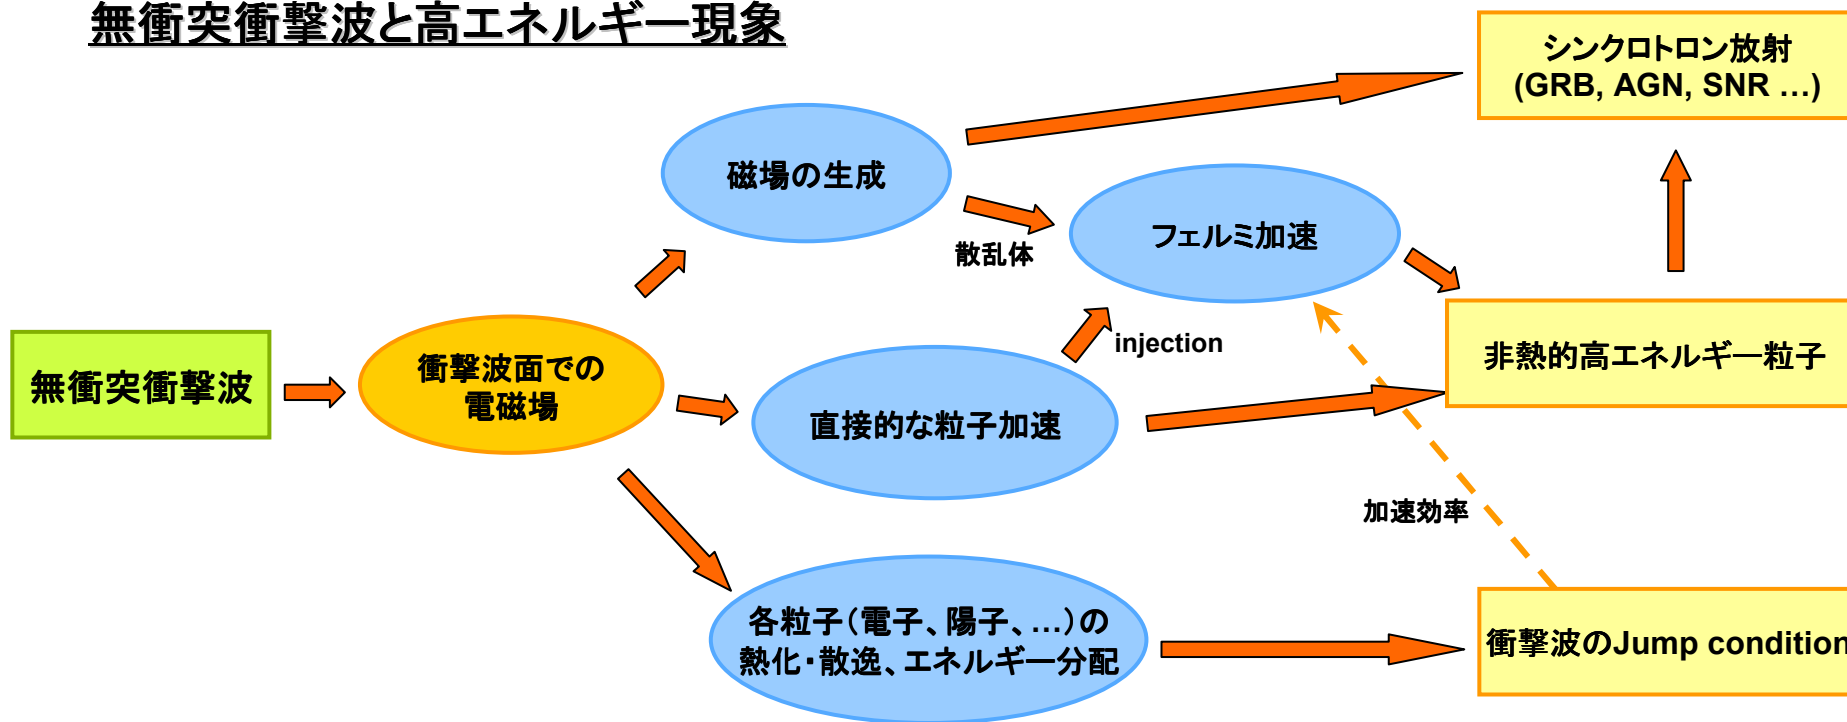 無衝突衝撃波と高エネルギー現象
シンクロトロン放射
(GRB, AGN, SNR …)
磁場の生成
フェルミ加速
散乱体
injection
非熱的高エネルギー粒子
無衝突衝撃波
衝撃波面での
電磁場
直接的な粒子加速
加速効率
各粒子(電子、陽子、…)の
熱化・散逸、エネルギー分配
衝撃波のJump condition